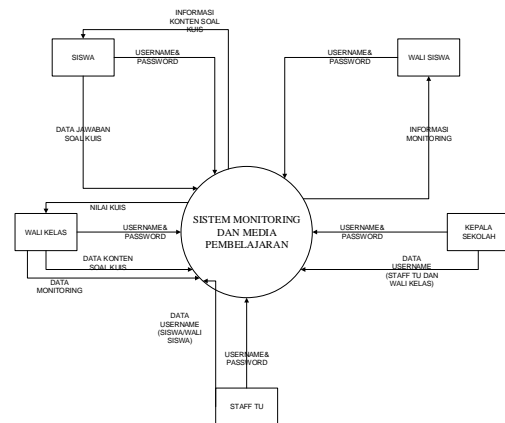 INFORMASI
KONTEN SOAL
KUIS
SISWA
USERNAME&
PASSWORD
USERNAME&
PASSWORD
WALI SISWA
DATA JAWABAN
SOAL KUIS
INFORMASI
MONITORING
NILAI KUIS
SISTEM MONITORING
DAN MEDIA
PEMBELAJARAN
WALI KELAS
USERNAME&
PASSWORD
USERNAME&
PASSWORD
KEPALA
SEKOLAH
DATA KONTEN
SOAL KUIS
DATA
MONITORING
DATA
USERNAME
(STAFF TU DAN
WALI KELAS)
DATA
USERNAME
(SISWA/WALI
SISWA)
USERNAME&
PASSWORD
STAFF TU